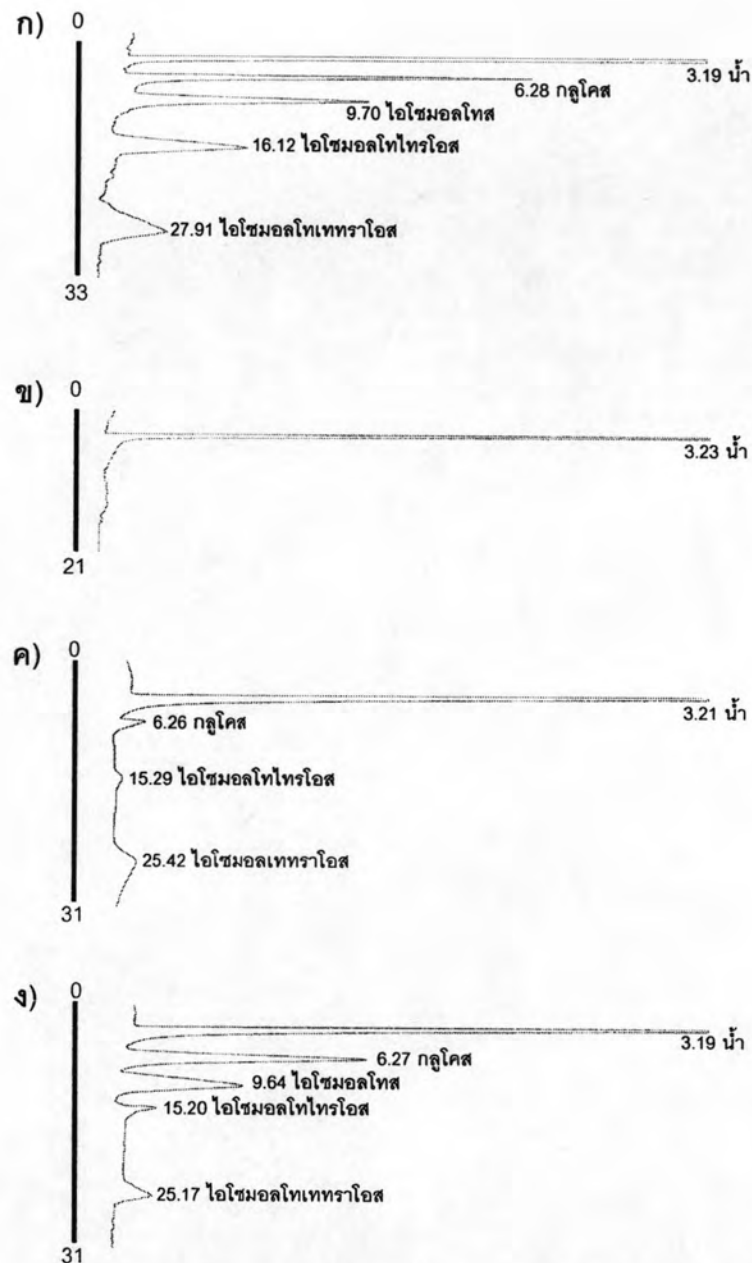 ก)
0
3.19 น้ำ
6.28 กลูโคส
9.70 ไอโซมอลโทส
16.12 ไอโซมอลโทไทรโอส
27.91 ไอโซมอลโทเททราโอส
33
ข)
0
3.23 น้ำ
21
ค)
0
3.21 น้ำ
6.26 กลูโคส
15.29 ไอโซมอลโทไทรโอส
25.42 ไอโซมอลเททราโอส
31
ง)
0
3.19 น้ำ
6.27 กลูโคส
9.64 ไอโซมอลโทส
15.20 ไอโซมอลโทไทรโอส
25.17 ไอโซมอลโทเททราโอส
31